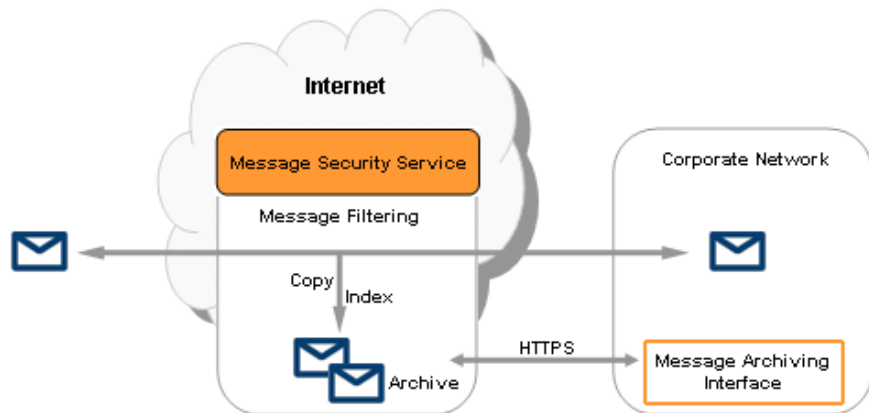 Internet
Message Security Service
Corporate Network
Message Filtering
Copy
Index
HTTPS
Archive
Message Archiving
Interface